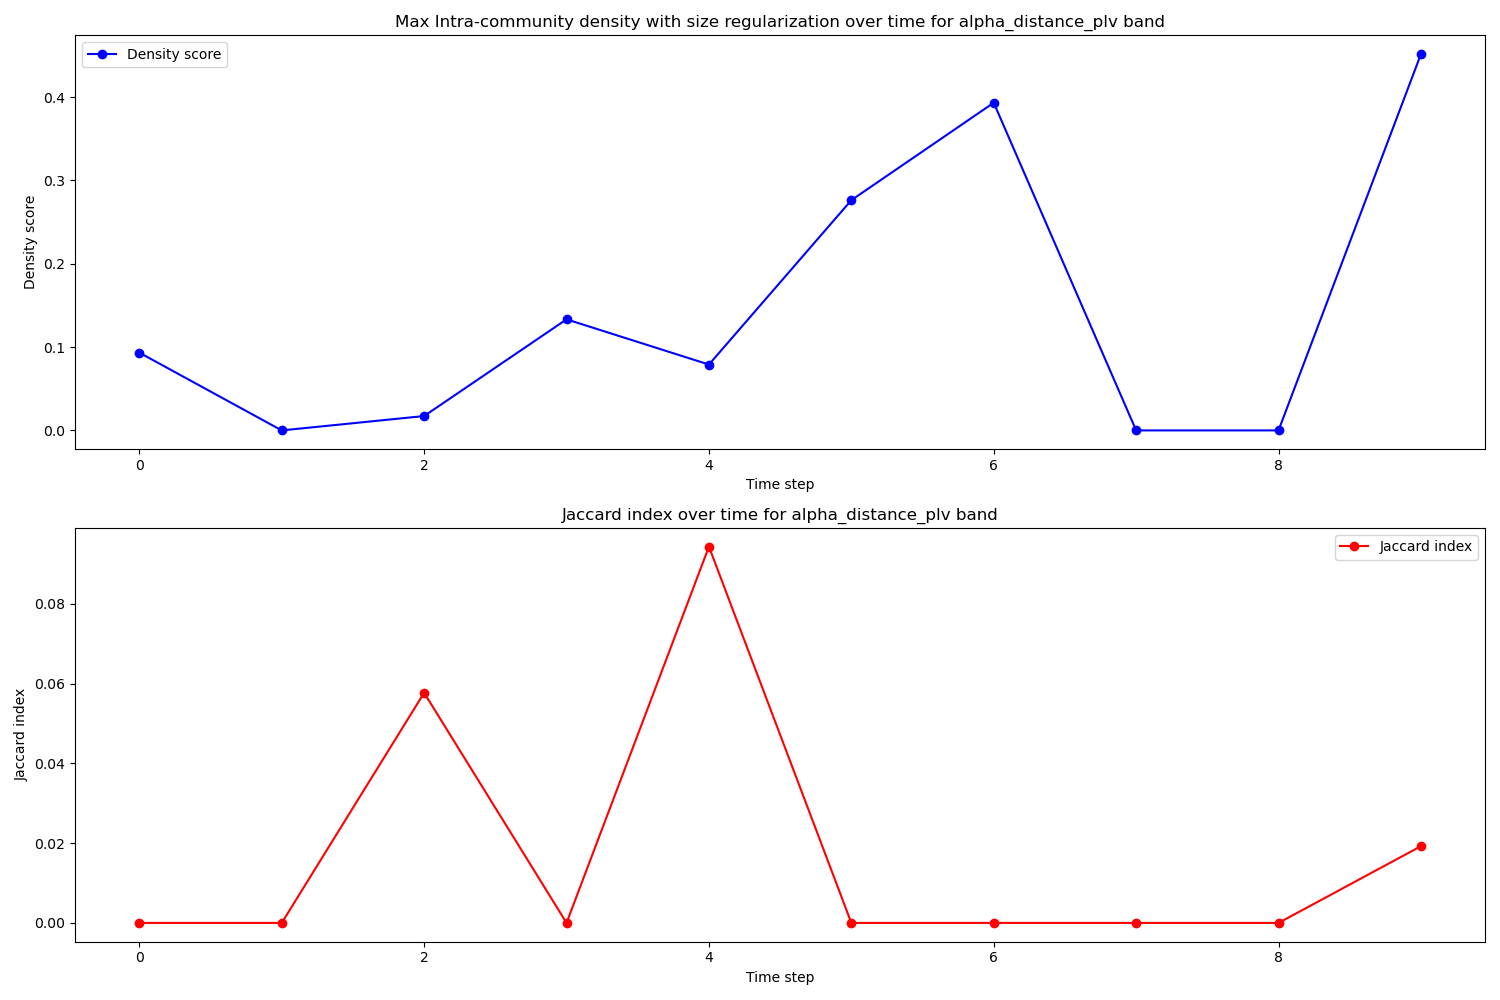 Max Intra-community density with size regularization over time for alpha_distance_plv band
Density score
Density score
0.4
0.3
0.2
0.1
0.0
0 2 4 6 8
Time step
Jaccard index over time for alpha_distance_plv band
Jaccard index
Jaccard index
0.08
0.06
0.04
0.02
0.00
0 2 4 6 8
Time step